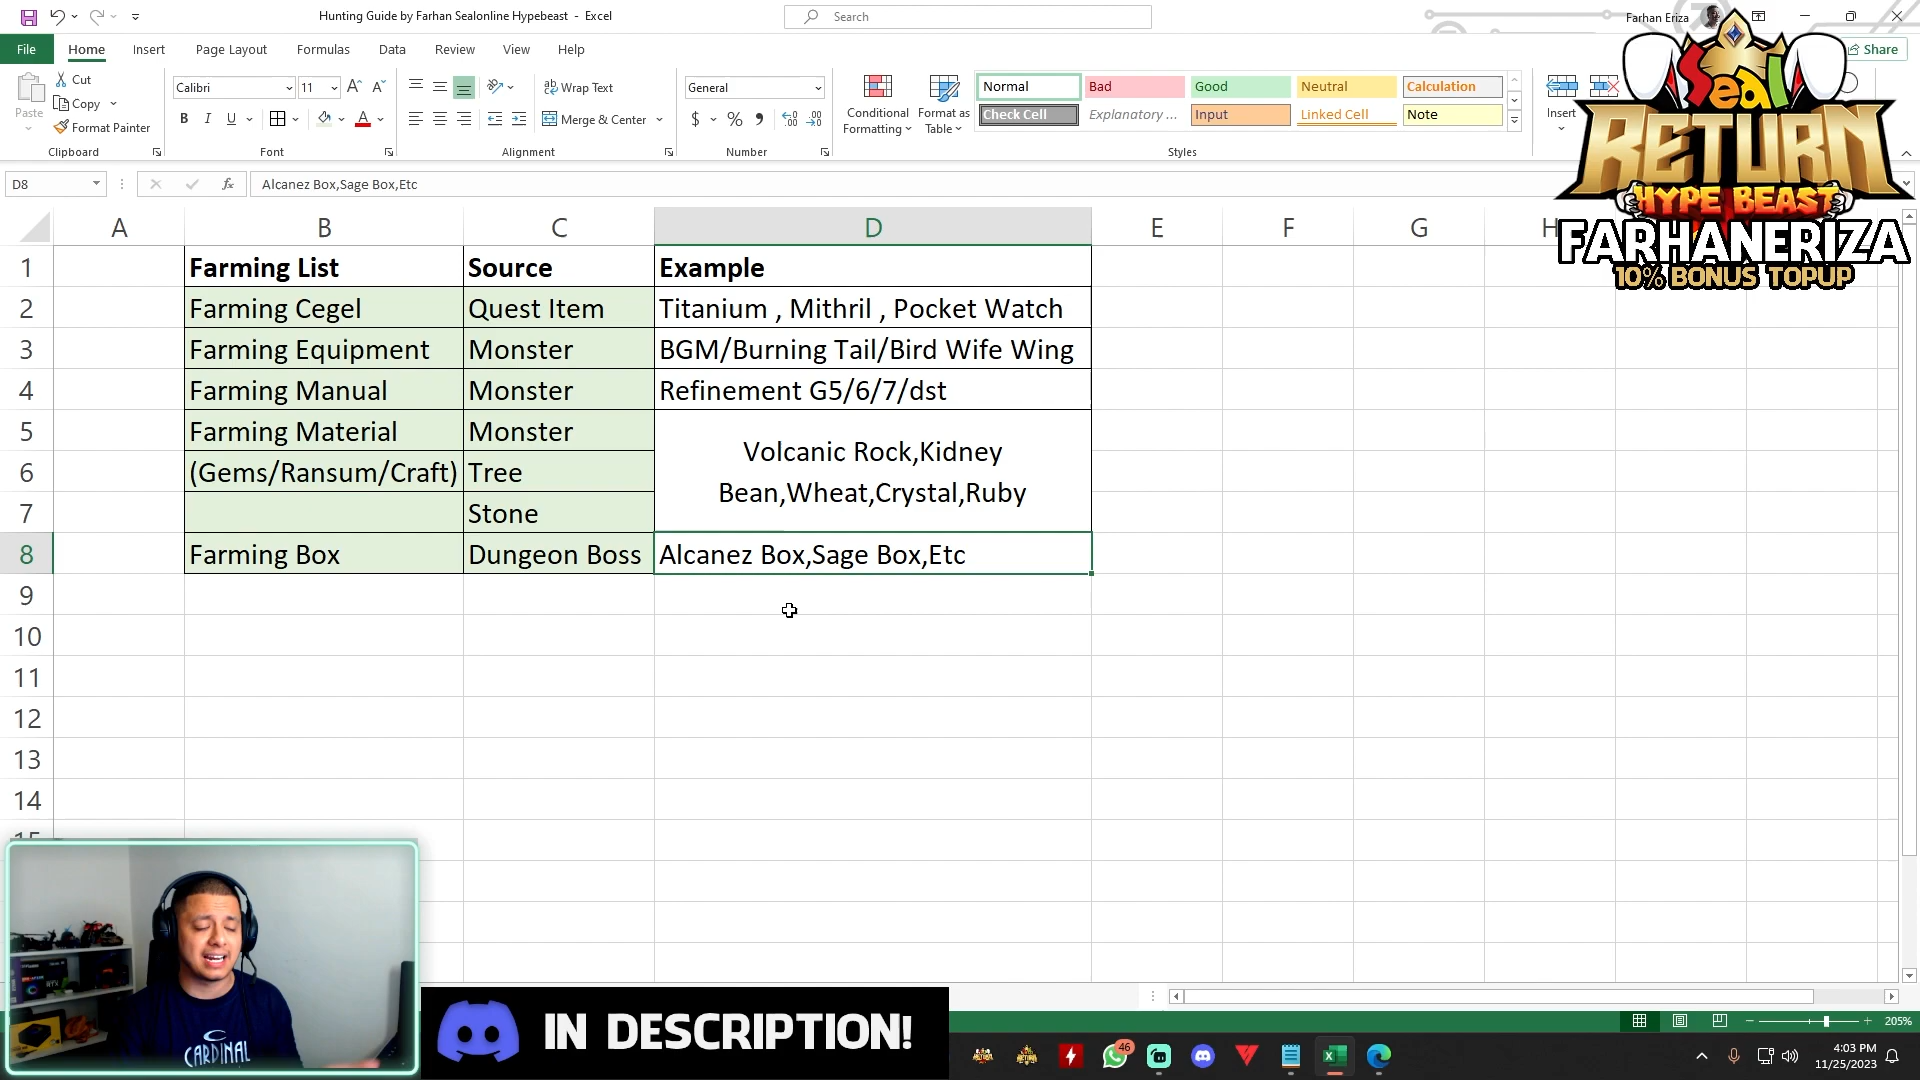 Hunting Guide by Farhan Sealonline Hypebeast - Excel
Search
Farhan Eriza
File
Home
Insert
Page Layout
Formulas
Data
Review
View
Help
Share
Paste
Cut
Copy
Format Painter
Clipboard
Calibri
11
Font
Wrap Text
Merge & Center
Alignment
General
Number
Conditional Formatting
Format as Table
Normal
Bad
Good
Neutral
Calculation
Check Cell
Explanatory ...
Input
Linked Cell
Note
Styles
Insert
Seal
RETURN
HYPE BEAST
FARHANERIZA
10% BONUS TOPUP
D8
fx
Alcanez Box,Sage Box,Etc
A B C D E F G H
1 Farming List Source Example
2 Farming Cegel Quest Item Titanium , Mithril , Pocket Watch
3 Farming Equipment Monster BGM/Burning Tail/Bird Wife Wing
4 Farming Manual Monster Refinement G5/6/7/dst
5 Farming Material Monster
Volcanic Rock,Kidney
6 (Gems/Ransum/Craft) Tree
Bean,Wheat,Crystal,Ruby
7 Stone
8 Farming Box Dungeon Boss Alcanez Box,Sage Box,Etc
9
10
11
12
13
14
CARDINAL
IN DESCRIPTION!
205%
46
4:03 PM
11/25/2023